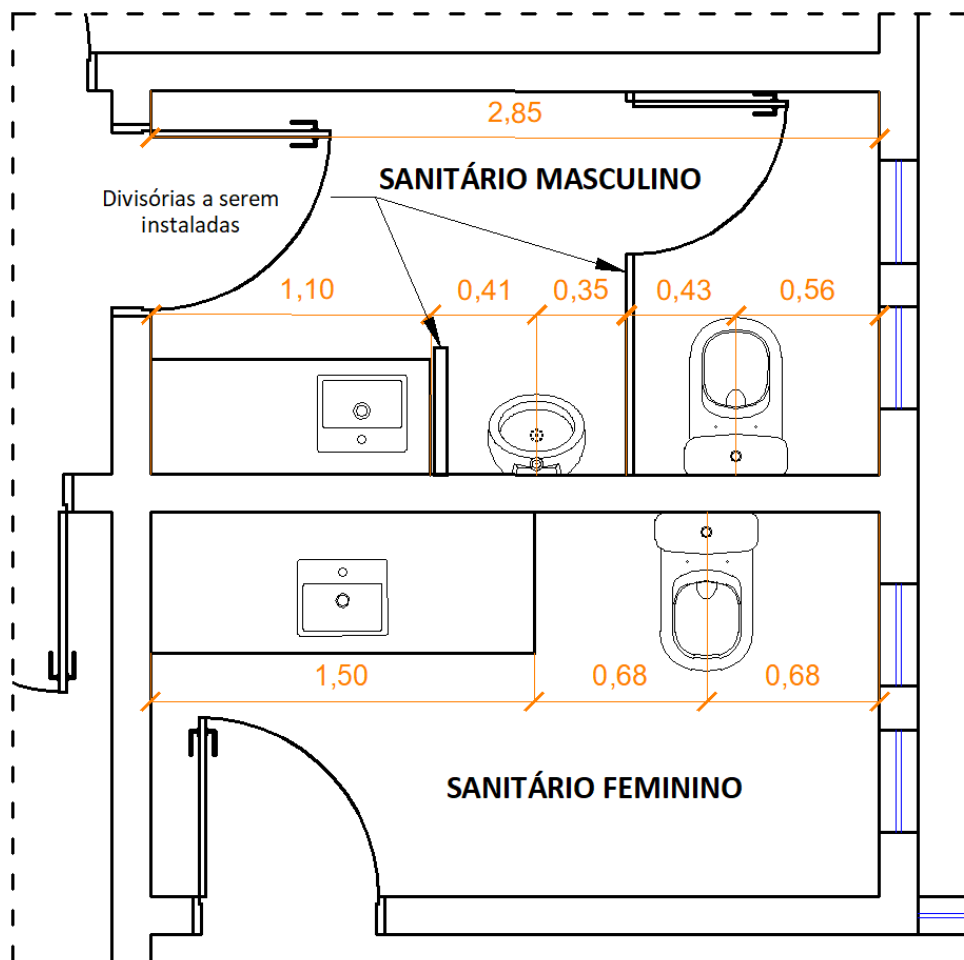 2,85
SANITÁRIO MASCULINO
Divisórias a serem
instaladas
1,10
0,41
0,35
0,43
0,56
1,50
0,68
0,68
SANITÁRIO FEMININO